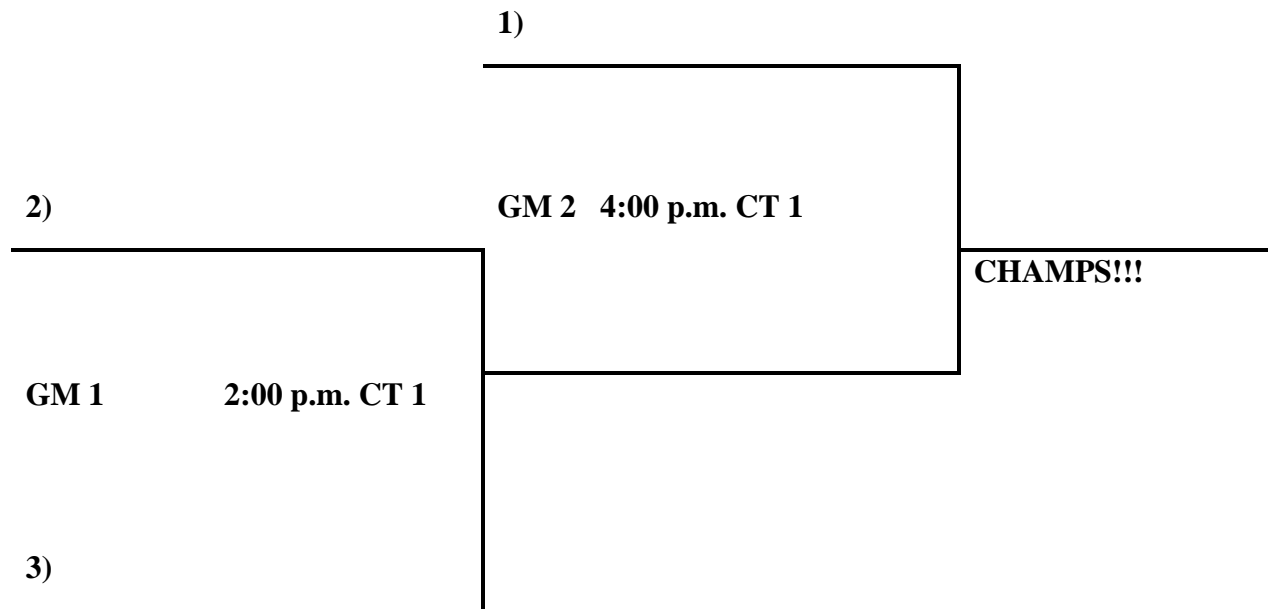 1)
2)
GM 2 4:00 p.m. CT 1
CHAMPS!!!
GM 1 2:00 p.m. CT 1
3)